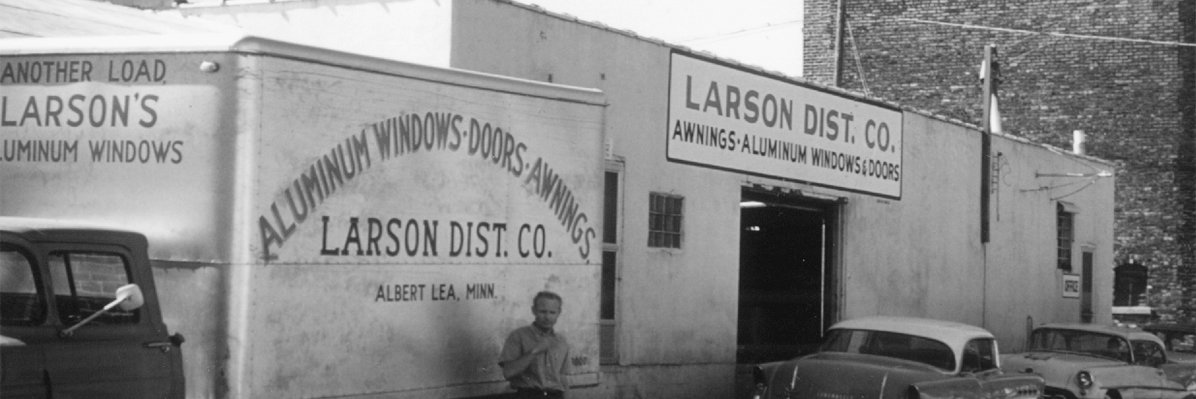 ANOTHER LOAD,
LARSON'S
ALUMINUM WINDOWS
ALUMINUM WINDOWS·DOORS·AWNINGS
LARSON DIST. CO.
ALBERT LEA, MINN.
LARSON DIST. CO.
AWNINGS·ALUMINUM WINDOWS & DOORS
OFFICE